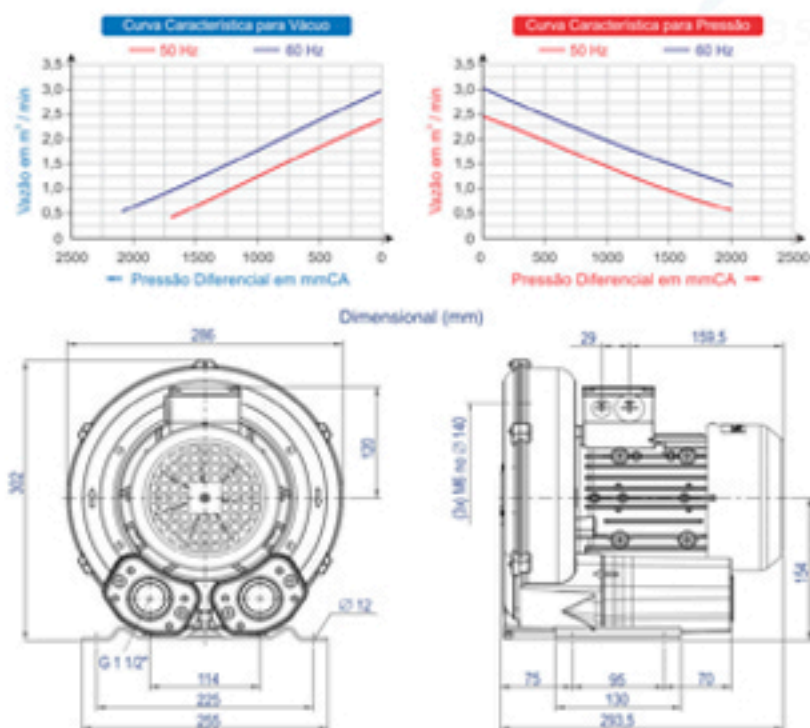 Curva Característica para Vácuo
50 Hz 60 Hz
Vazão em m³ / min
3,5
3,0
2,5
2,0
1,5
1,0
0,5
0
2500 2000 1500 1000 500 0
Pressão Diferencial em mmCA
Curva Característica para Pressão
50 Hz 60 Hz
Vazão em m³ / min
3,5
3,0
2,5
2,0
1,5
1,0
0,5
0
0 500 1000 1500 2000 2500
Pressão Diferencial em mmCA
Dimensional (mm)
286
302
120
Ø 12
G 1 1/2"
114
225
255
29
159,5
(3x) M6 no Ø 140
154
75
95
70
130
293,5